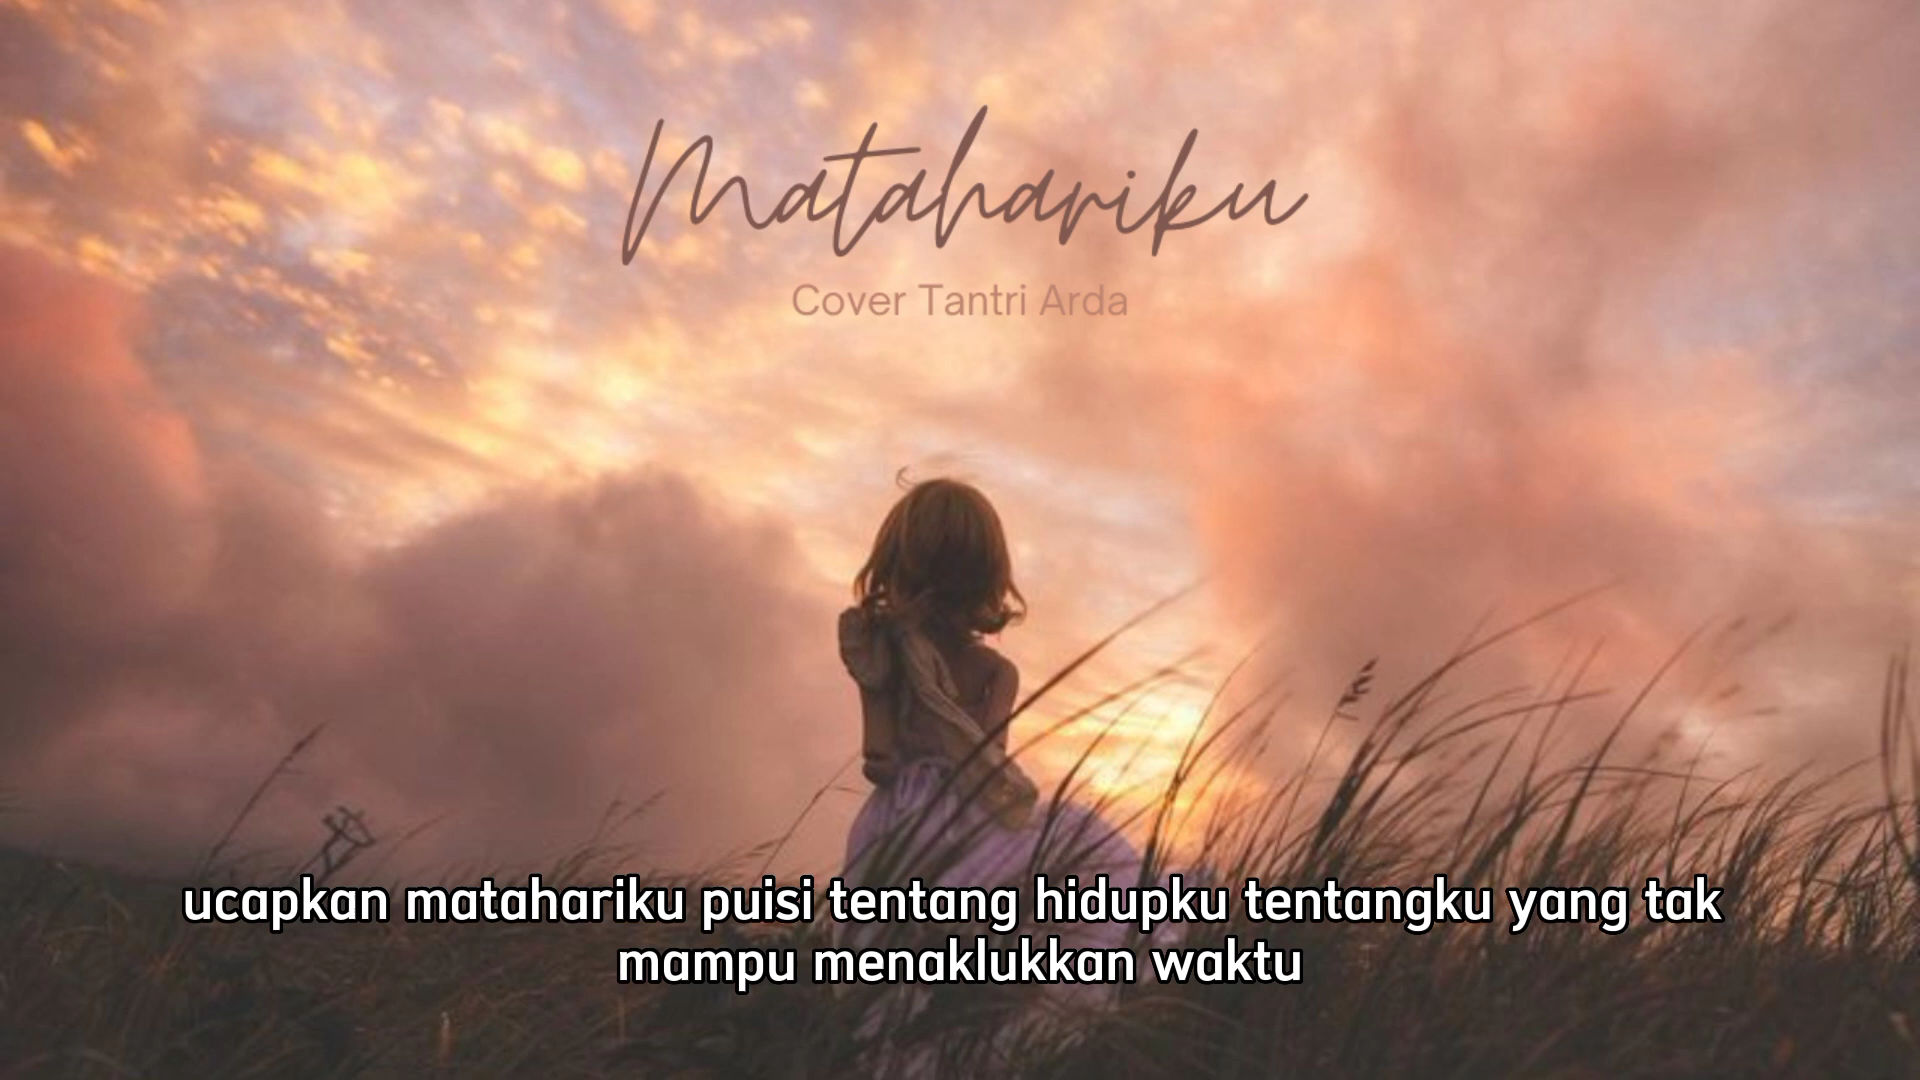 Matahariku
Cover Tantri Arda
ucapkan matahariku puisi tentang hidupku tentangku yang tak
mampu menaklukkan waktu